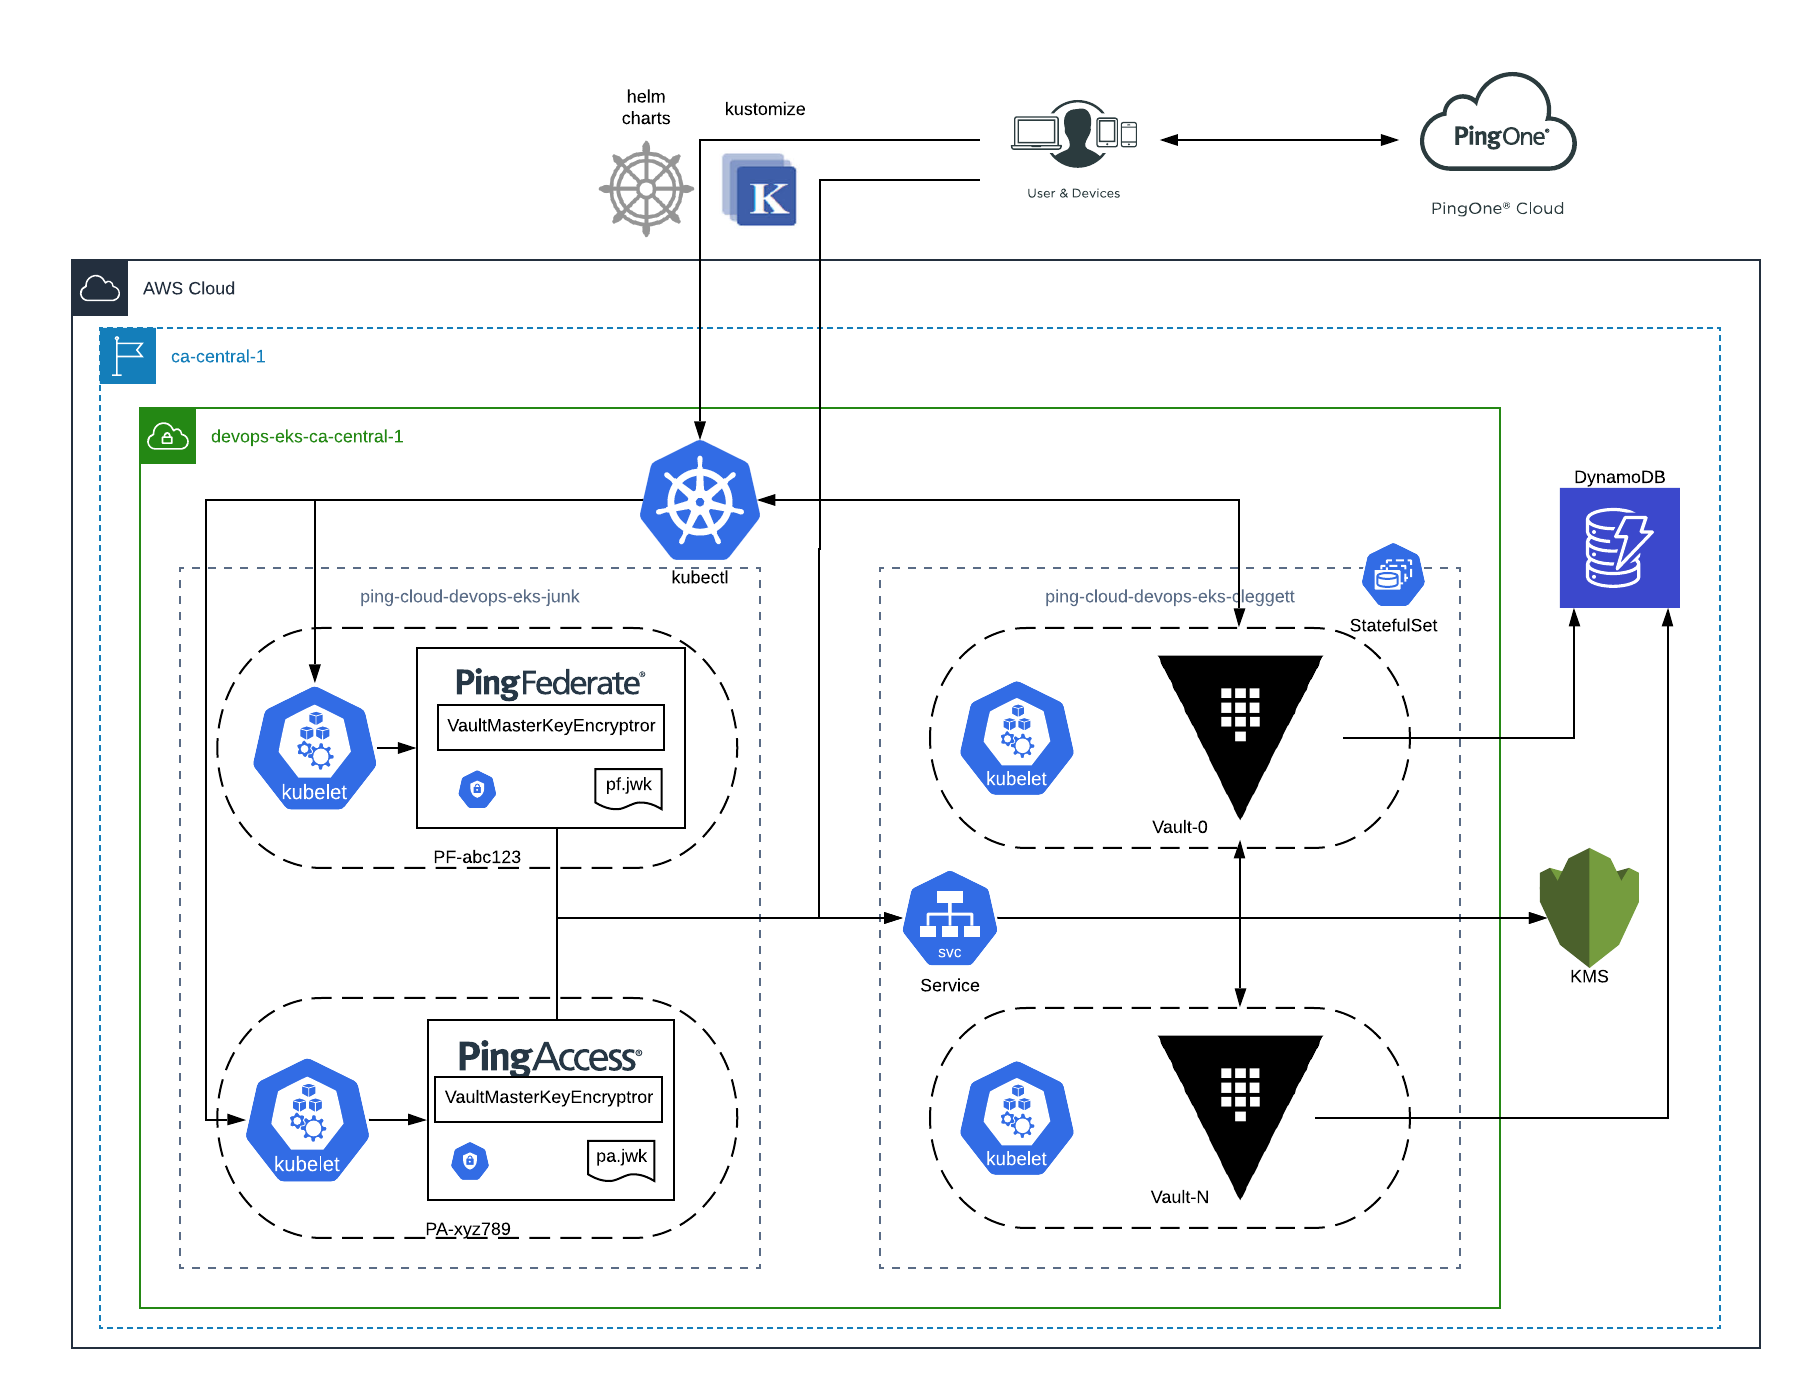 helm
charts
kustomize
K
User & Devices
PingOne®
PingOne® Cloud
AWS Cloud
ca-central-1
devops-eks-ca-central-1
kubectl
DynamoDB
ping-cloud-devops-eks-junk
ping-cloud-devops-eks-cleggett
StatefulSet
PingFederate®
VaultMasterKeyEncryptror
kubelet
pf.jwk
PF-abc123
kubelet
Vault-0
svc
Service
KMS
PingAccess®
VaultMasterKeyEncryptror
kubelet
pa.jwk
PA-xyz789
kubelet
Vault-N